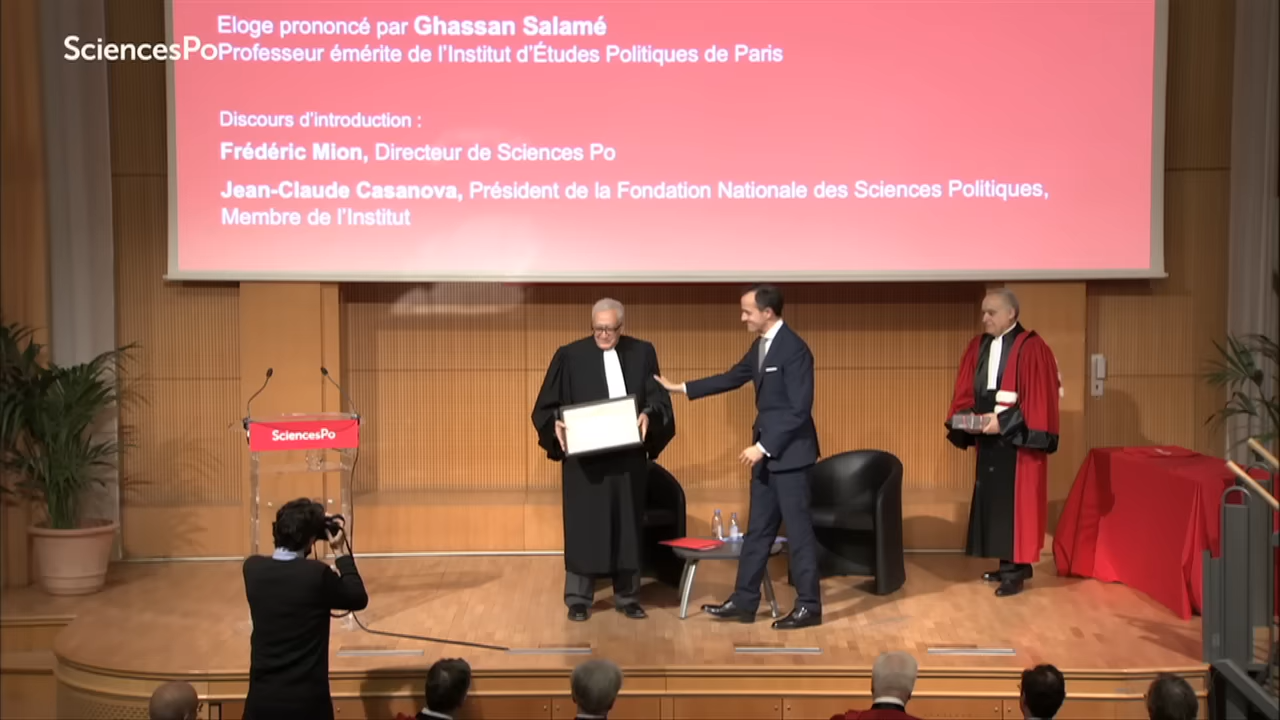 Eloge prononcé par Ghassan Salamé
SciencesPo
Professeur émérite de l'Institut d'Études Politiques de Paris
Discours d'introduction :
Frédéric Mion, Directeur de Sciences Po
Jean-Claude Casanova, Président de la Fondation Nationale des Sciences Politiques,
Membre de l'Institut
SciencesPo